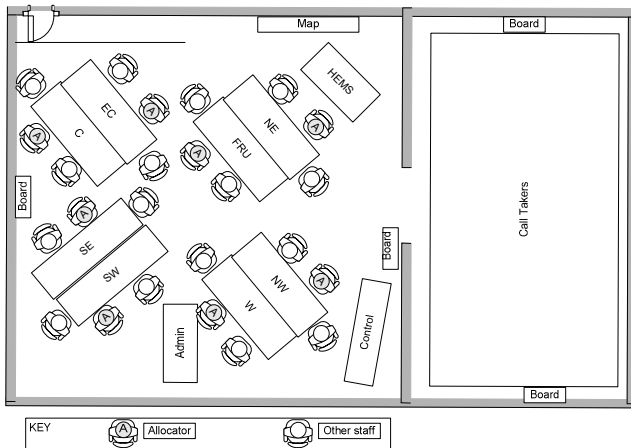 Map
Board
HEMS
EC
C
A
A
NE
FRU
A
A
Call Takers
Board
A
SE
SW
A
Board
NW
W
A
A
Admin
Control
Board
KEY
A
Allocator
Other staff